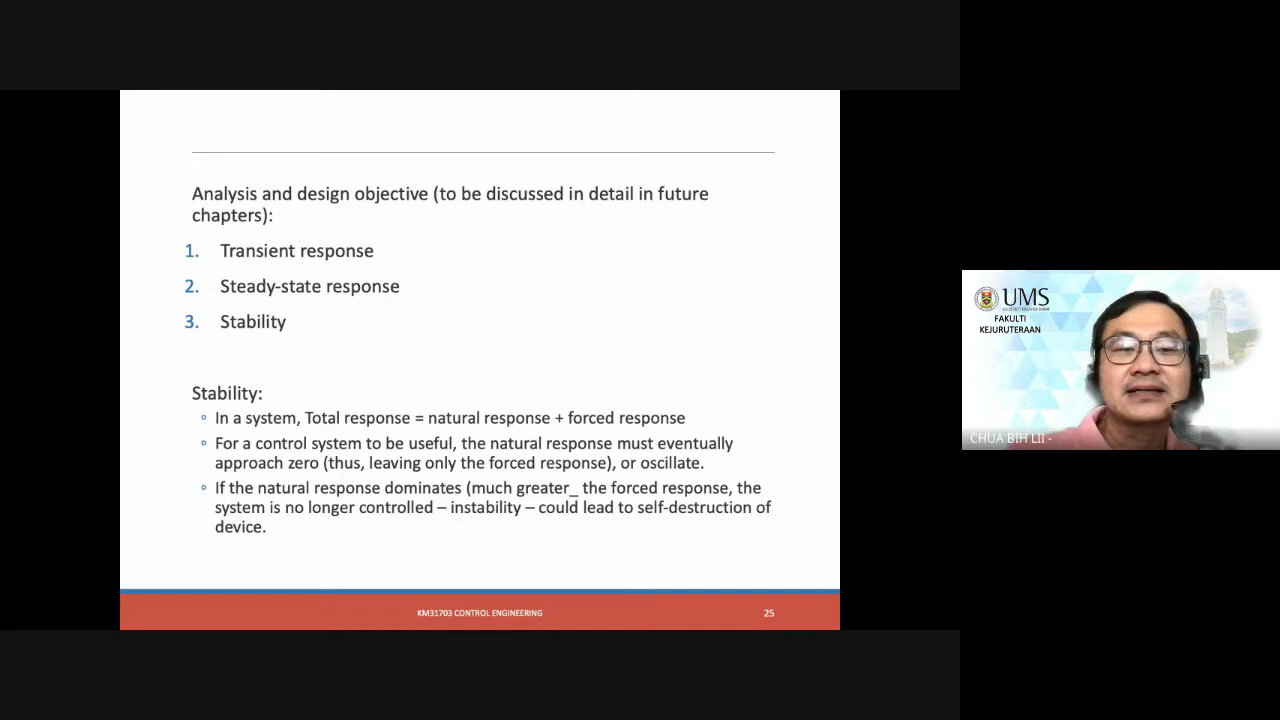 Analysis and design objective (to be discussed in detail in future
chapters):
1. Transient response
2. Steady-state response
3. Stability
Stability:
◦ In a system, Total response = natural response + forced response
◦ For a control system to be useful, the natural response must eventually
approach zero (thus, leaving only the forced response), or oscillate.
◦ If the natural response dominates (much greater_ the forced response, the
system is no longer controlled – instability – could lead to self-destruction of
device.
KM31703 CONTROL ENGINEERING
25
UMS
UNIVERSITI MALAYSIA SABAH
FAKULTI
KEJURUTERAAN
CHUA BIH LII -